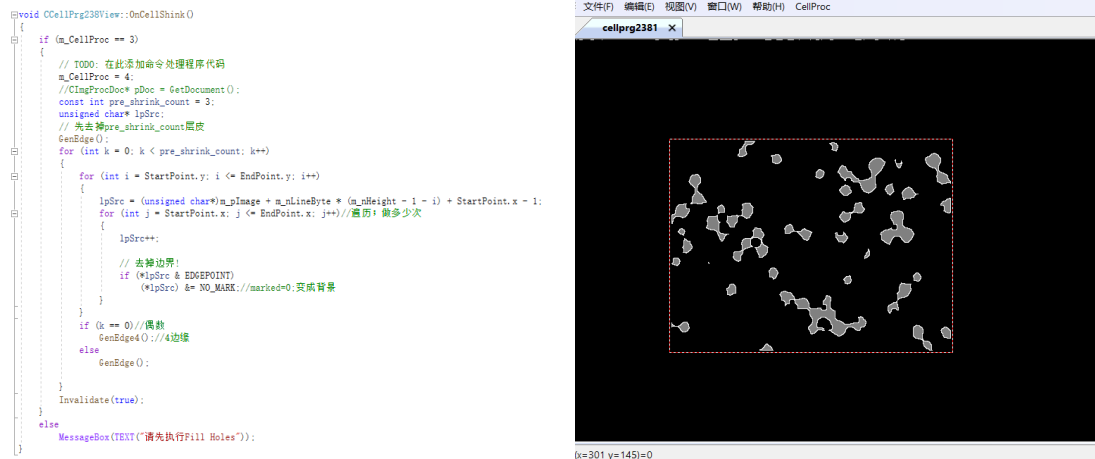 void CCellPrg238View::OnCellShink()
{
if (m_CellProc == 3)
{
// TODO: 在此添加命令处理程序代码
m_CellProc = 4;
//CImgProcDoc* pDoc = GetDocument();
const int pre_shrink_count = 3;
unsigned char* lpSrc;
// 先去掉pre_shrink_count层皮
GenEdge();
for (int k = 0; k < pre_shrink_count; k++)
{
for (int i = StartPoint.y; i <= EndPoint.y; i++)
{
lpSrc = (unsigned char*)m_pImage + m_nLineByte * (m_nHeight - 1 - i) + StartPoint.x - 1;
for (int j = StartPoint.x; j <= EndPoint.x; j++)//遍历：做多少次
{
lpSrc++;
// 去掉边界!
if (*lpSrc & EDGEPOINT)
(*lpSrc) &= NO_MARK;//marked=0;变成背景
}
}
if (k == 0)//偶数
GenEdge4();//4边缘
else
GenEdge();
}
Invalidate(true);
}
else
MessageBox(TEXT("请先执行Fill Holes"));
}
文件(F) 编辑(E) 视图(V) 窗口(W) 帮助(H) CellProc
cellprg2381 ✕
(x=301 y=145)=0